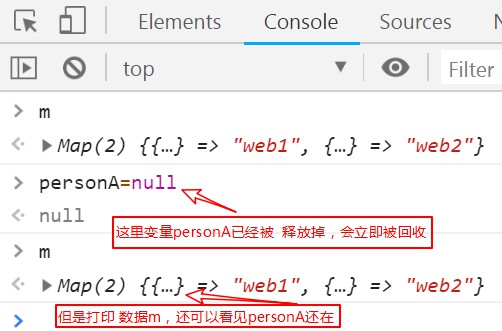 Elements Console Sources
top Filter
> m
Map(2) {{…} => "web1", {…} => "web2"}
> personA=null
null
这里变量personA已经被 释放掉，会立即被回收
> m
Map(2) {{…} => "web1", {…} => "web2"}
但是打印 数据m，还可以看见personA还在
>